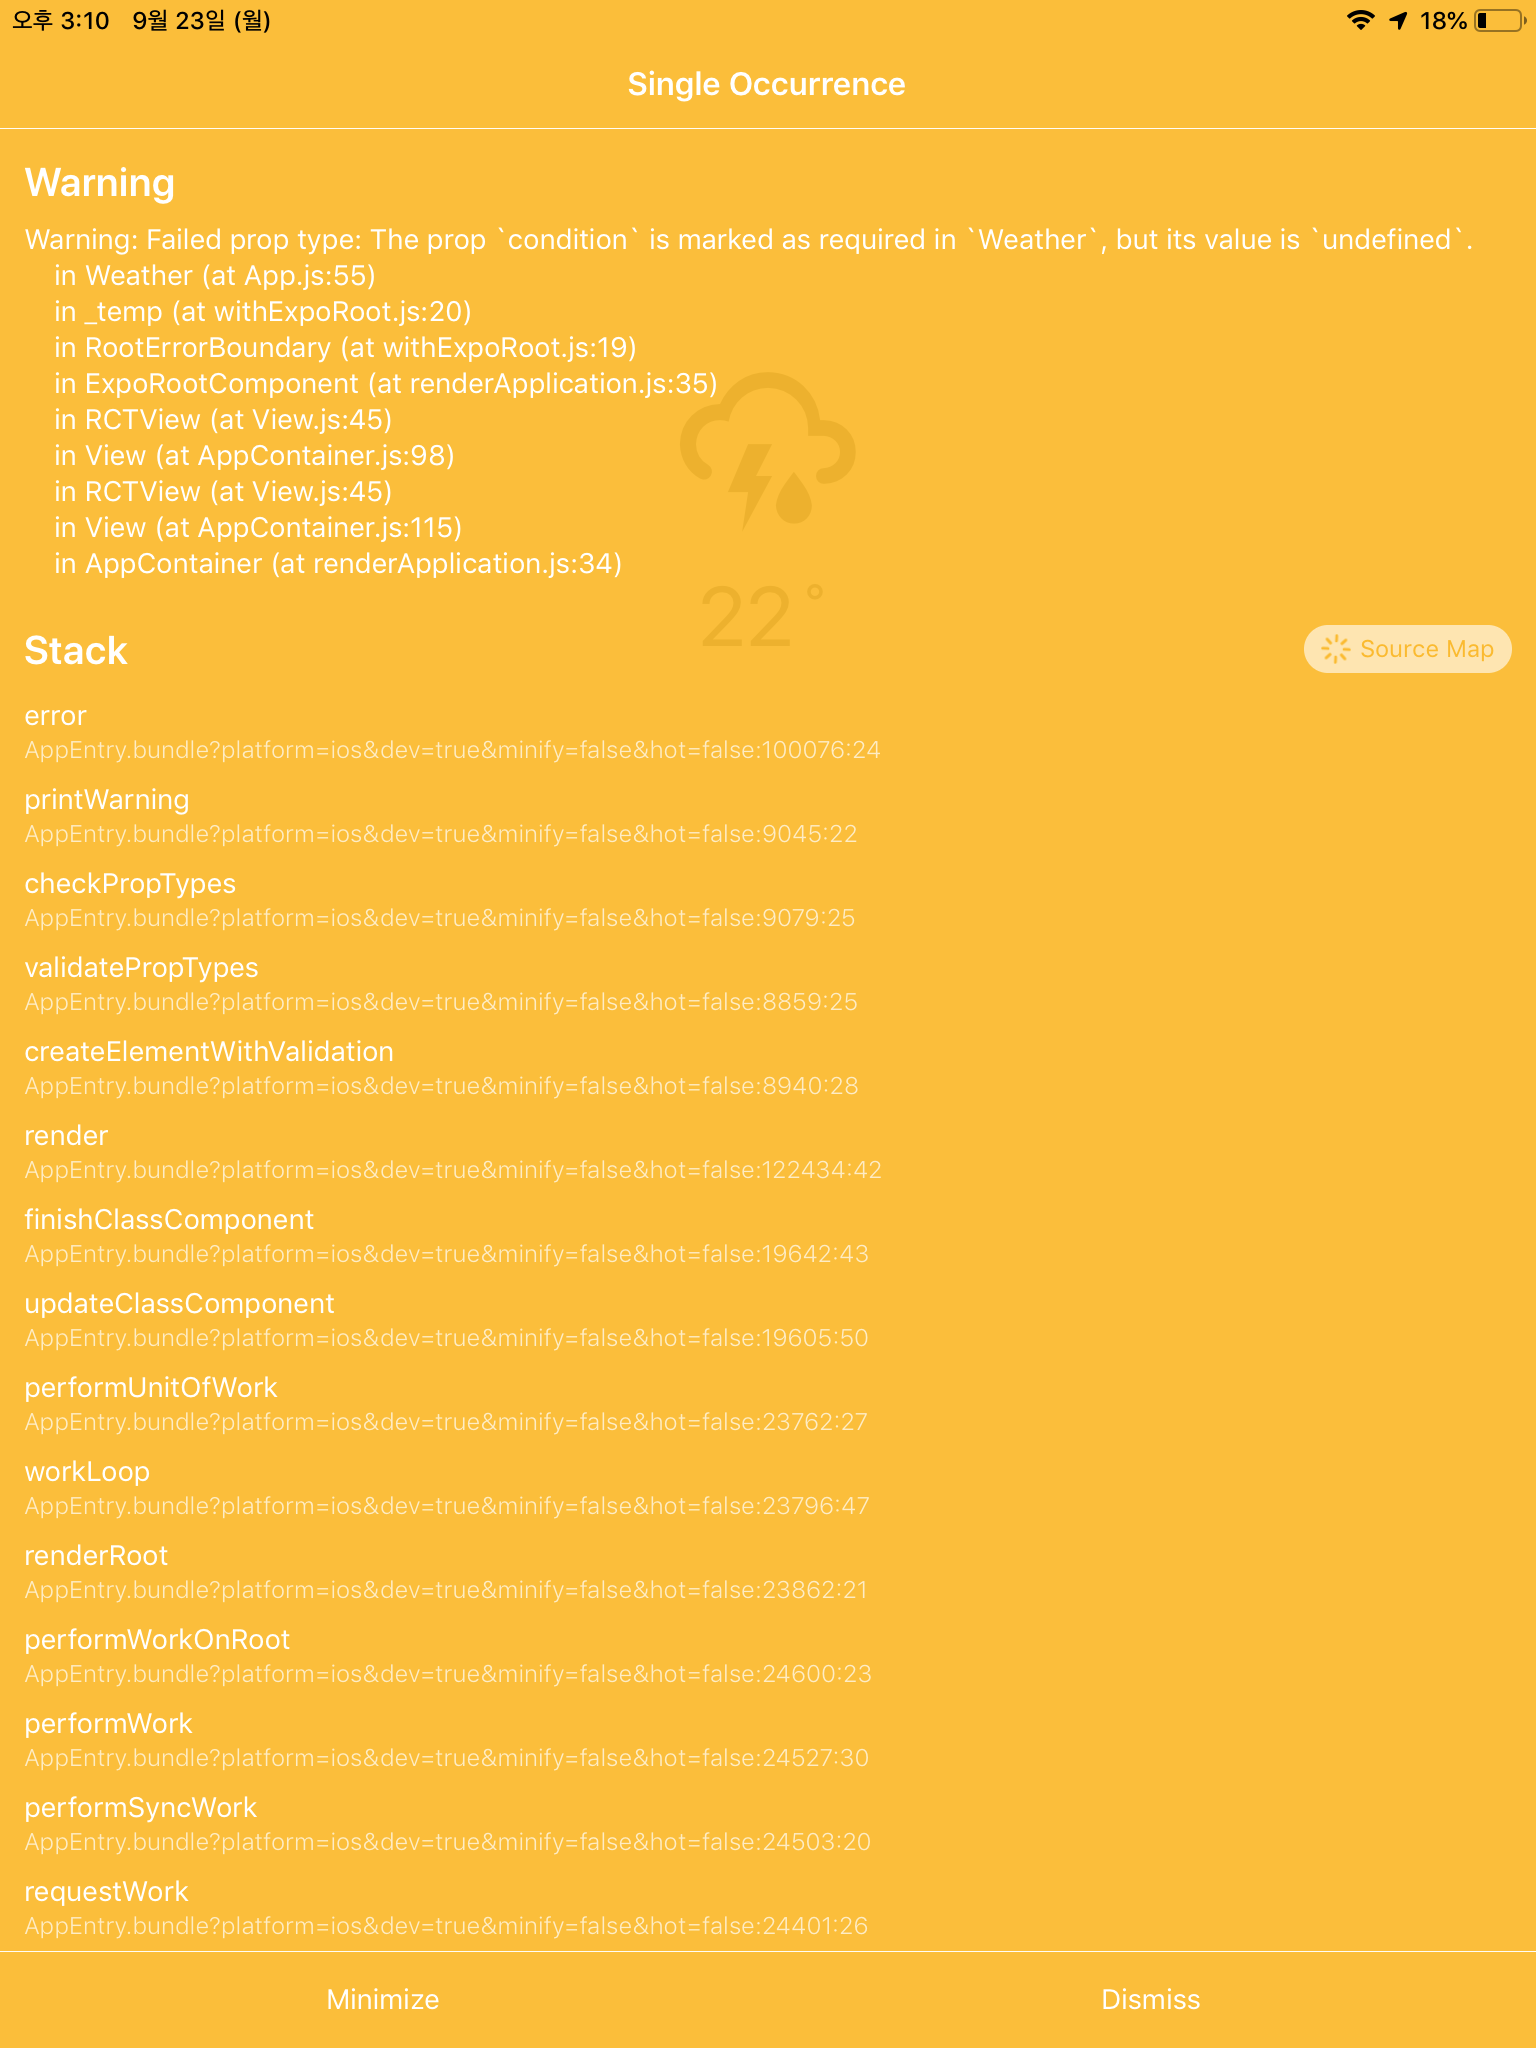 오후 3:10 9월 23일 (월) 18%
Single Occurrence
Warning
Warning: Failed prop type: The prop `condition` is marked as required in `Weather`, but its value is `undefined`.
in Weather (at App.js:55)
in _temp (at withExpoRoot.js:20)
in RootErrorBoundary (at withExpoRoot.js:19)
in ExpoRootComponent (at renderApplication.js:35)
in RCTView (at View.js:45)
in View (at AppContainer.js:98)
in RCTView (at View.js:45)
in View (at AppContainer.js:115)
in AppContainer (at renderApplication.js:34)
22°
Stack
Source Map
error
AppEntry.bundle?platform=ios&dev=true&minify=false&hot=false:100076:24
printWarning
AppEntry.bundle?platform=ios&dev=true&minify=false&hot=false:9045:22
checkPropTypes
AppEntry.bundle?platform=ios&dev=true&minify=false&hot=false:9079:25
validatePropTypes
AppEntry.bundle?platform=ios&dev=true&minify=false&hot=false:8859:25
createElementWithValidation
AppEntry.bundle?platform=ios&dev=true&minify=false&hot=false:8940:28
render
AppEntry.bundle?platform=ios&dev=true&minify=false&hot=false:122434:42
finishClassComponent
AppEntry.bundle?platform=ios&dev=true&minify=false&hot=false:19642:43
updateClassComponent
AppEntry.bundle?platform=ios&dev=true&minify=false&hot=false:19605:50
performUnitOfWork
AppEntry.bundle?platform=ios&dev=true&minify=false&hot=false:23762:27
workLoop
AppEntry.bundle?platform=ios&dev=true&minify=false&hot=false:23796:47
renderRoot
AppEntry.bundle?platform=ios&dev=true&minify=false&hot=false:23862:21
performWorkOnRoot
AppEntry.bundle?platform=ios&dev=true&minify=false&hot=false:24600:23
performWork
AppEntry.bundle?platform=ios&dev=true&minify=false&hot=false:24527:30
performSyncWork
AppEntry.bundle?platform=ios&dev=true&minify=false&hot=false:24503:20
requestWork
AppEntry.bundle?platform=ios&dev=true&minify=false&hot=false:24401:26
Minimize Dismiss